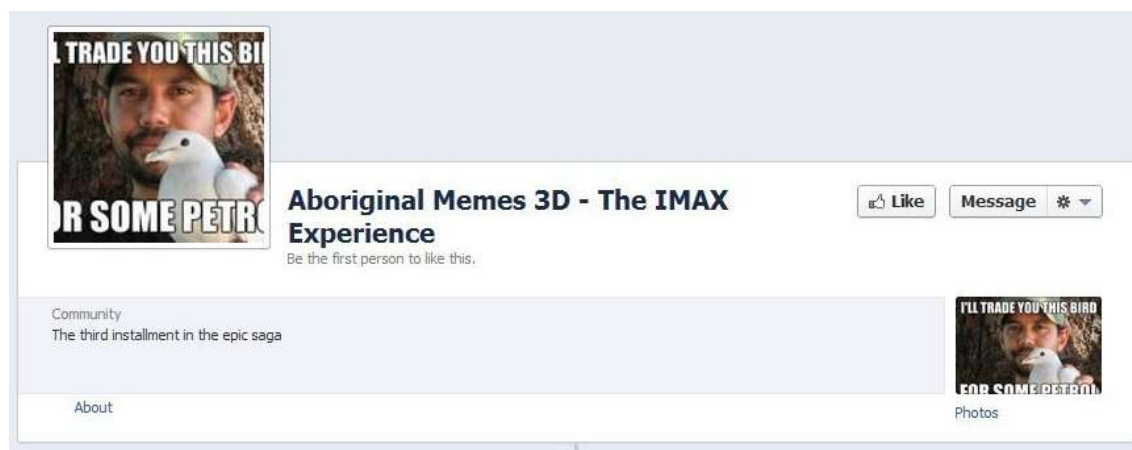 L TRADE YOU THIS BI
OR SOME PETR
Aboriginal Memes 3D - The IMAX
Experience
Be the first person to like this.
Like
Message
Community
The third installment in the epic saga
I'LL TRADE YOU THIS BIRD
FOR SOME PETROL
About
Photos